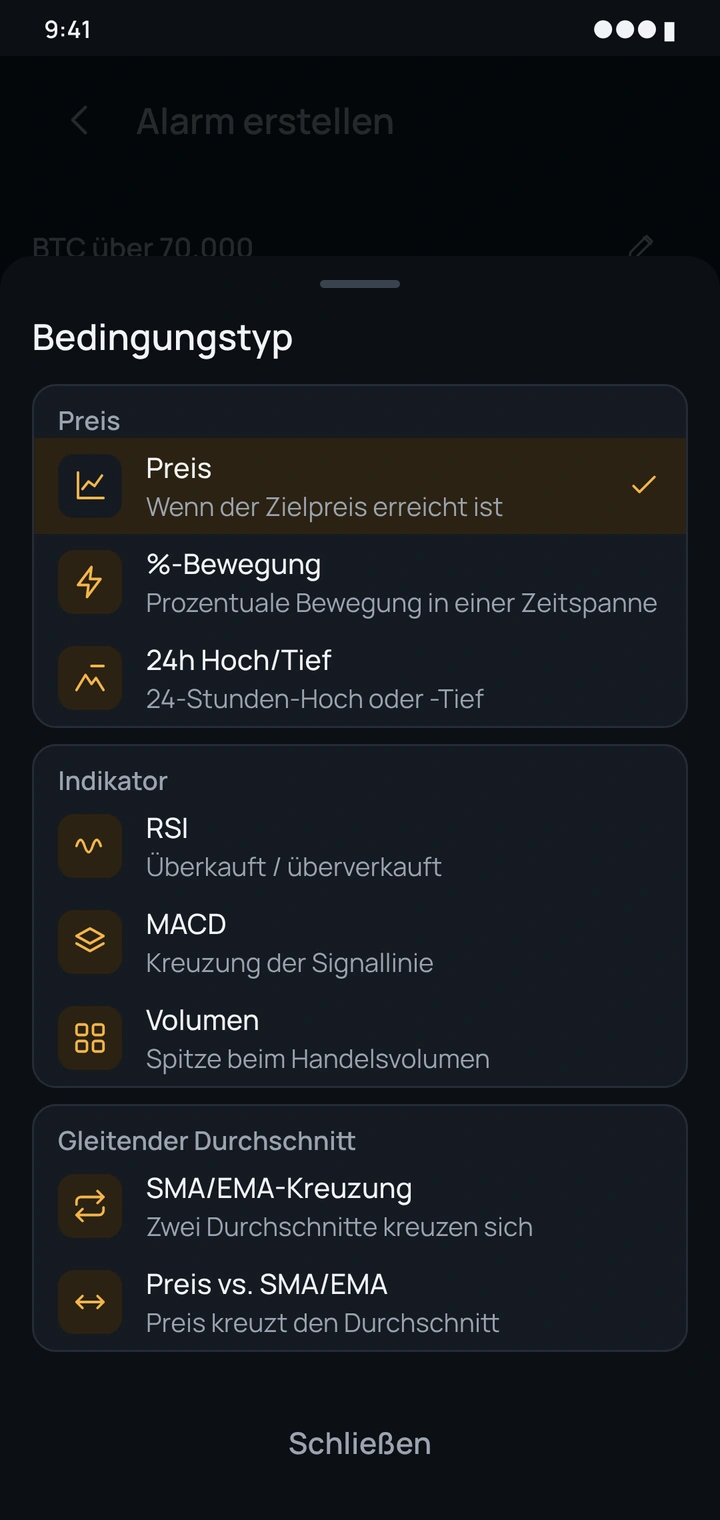 9:41
Alarm erstellen
BTC über 70.000
Bedingungstyp
Preis
Preis
Wenn der Zielpreis erreicht ist
%-Bewegung
Prozentuale Bewegung in einer Zeitspanne
24h Hoch/Tief
24-Stunden-Hoch oder -Tief
Indikator
RSI
Überkauft / überverkauft
MACD
Kreuzung der Signallinie
Volumen
Spitze beim Handelsvolumen
Gleitender Durchschnitt
SMA/EMA-Kreuzung
Zwei Durchschnitte kreuzen sich
Preis vs. SMA/EMA
Preis kreuzt den Durchschnitt
Schließen